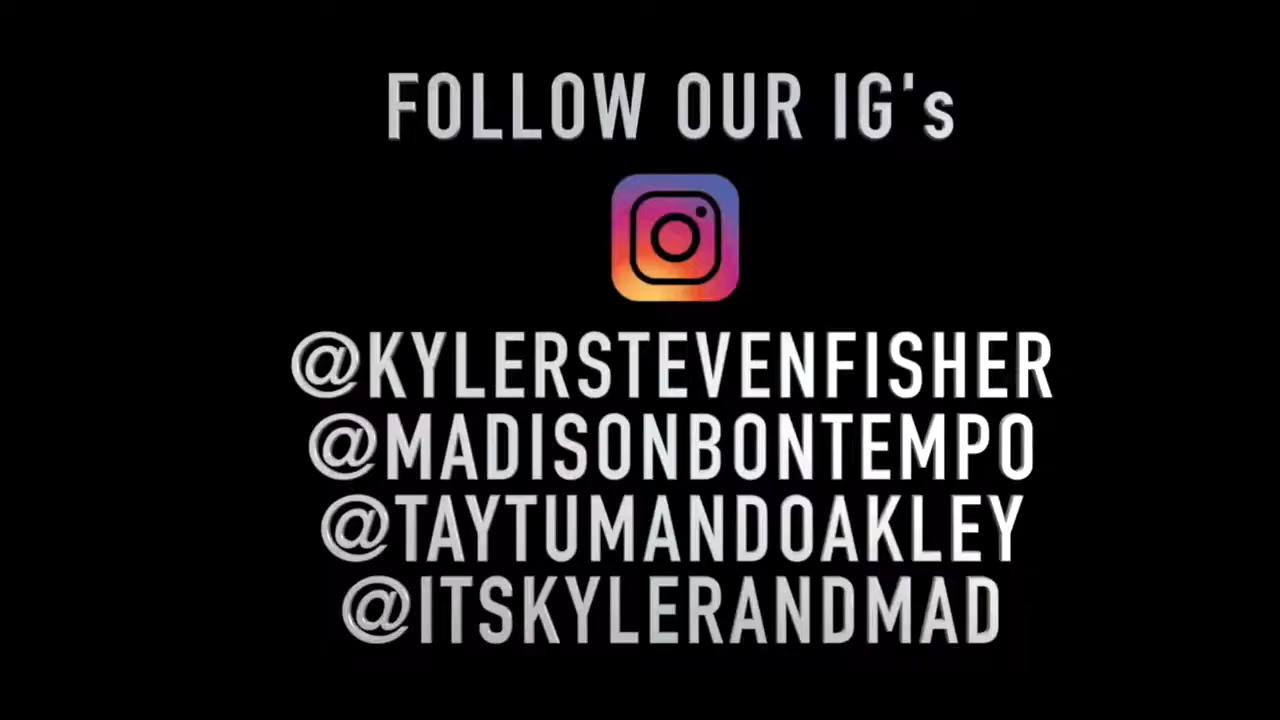 FOLLOW OUR IG's
@KYLERSTEVENFISHER
@MADISONBONTEMPO
@TAYTUMANDOAKLEY
@ITSKYLERANDMAD